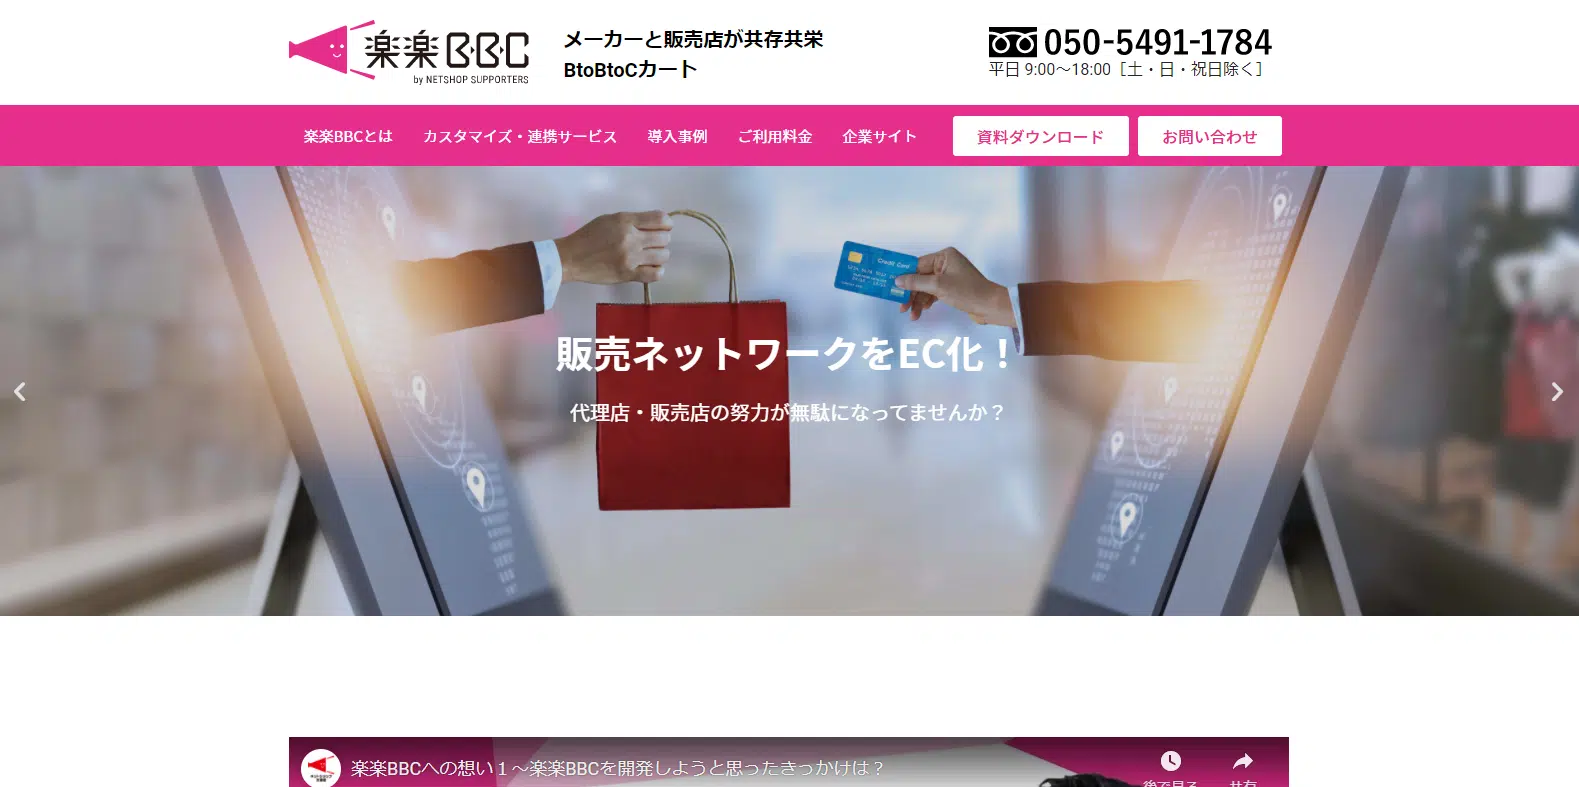 楽楽BBC
by NETSHOP SUPPORTERS
メーカーと販売店が共存共栄
BtoBtoCカート
050-5491-1784
平日 9:00～18:00［土・日・祝日除く］
楽楽BBCとは
カスタマイズ・連携サービス
導入事例
ご利用料金
企業サイト
資料ダウンロード
お問い合わせ
Credit Card
販売ネットワークをEC化！
代理店・販売店の努力が無駄になってませんか？
楽楽BBCへの想い１～楽楽BBCを開発しようと思ったきっかけは？
後で見る
共有